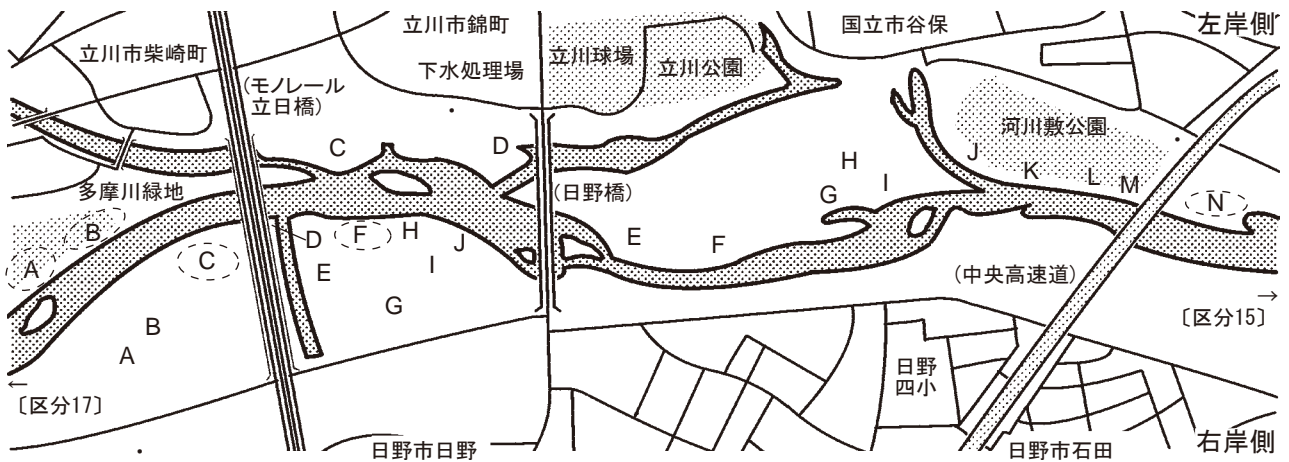 立川市柴崎町
(モノレール
立日橋)
立川市錦町
下水処理場
立川球場
立川公園
国立市谷保
左岸側
河川敷公園
C
D
(日野橋)
H
I
G
J
K
L
M
N
多摩川緑地
B
A
C
D
F
H
E
J
I
G
E
F
(中央高速道)
B
A
←
〔区分17〕
→
〔区分15〕
日野
四小
日野市日野
日野市石田
右岸側